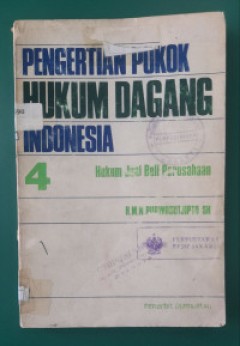 PENGERTIAN POKOK
HUKUM DAGANG
INDONESIA
4
Hukum Jual Beli Perusahaan
H.M.N. PURWOSUTJIPTO SH